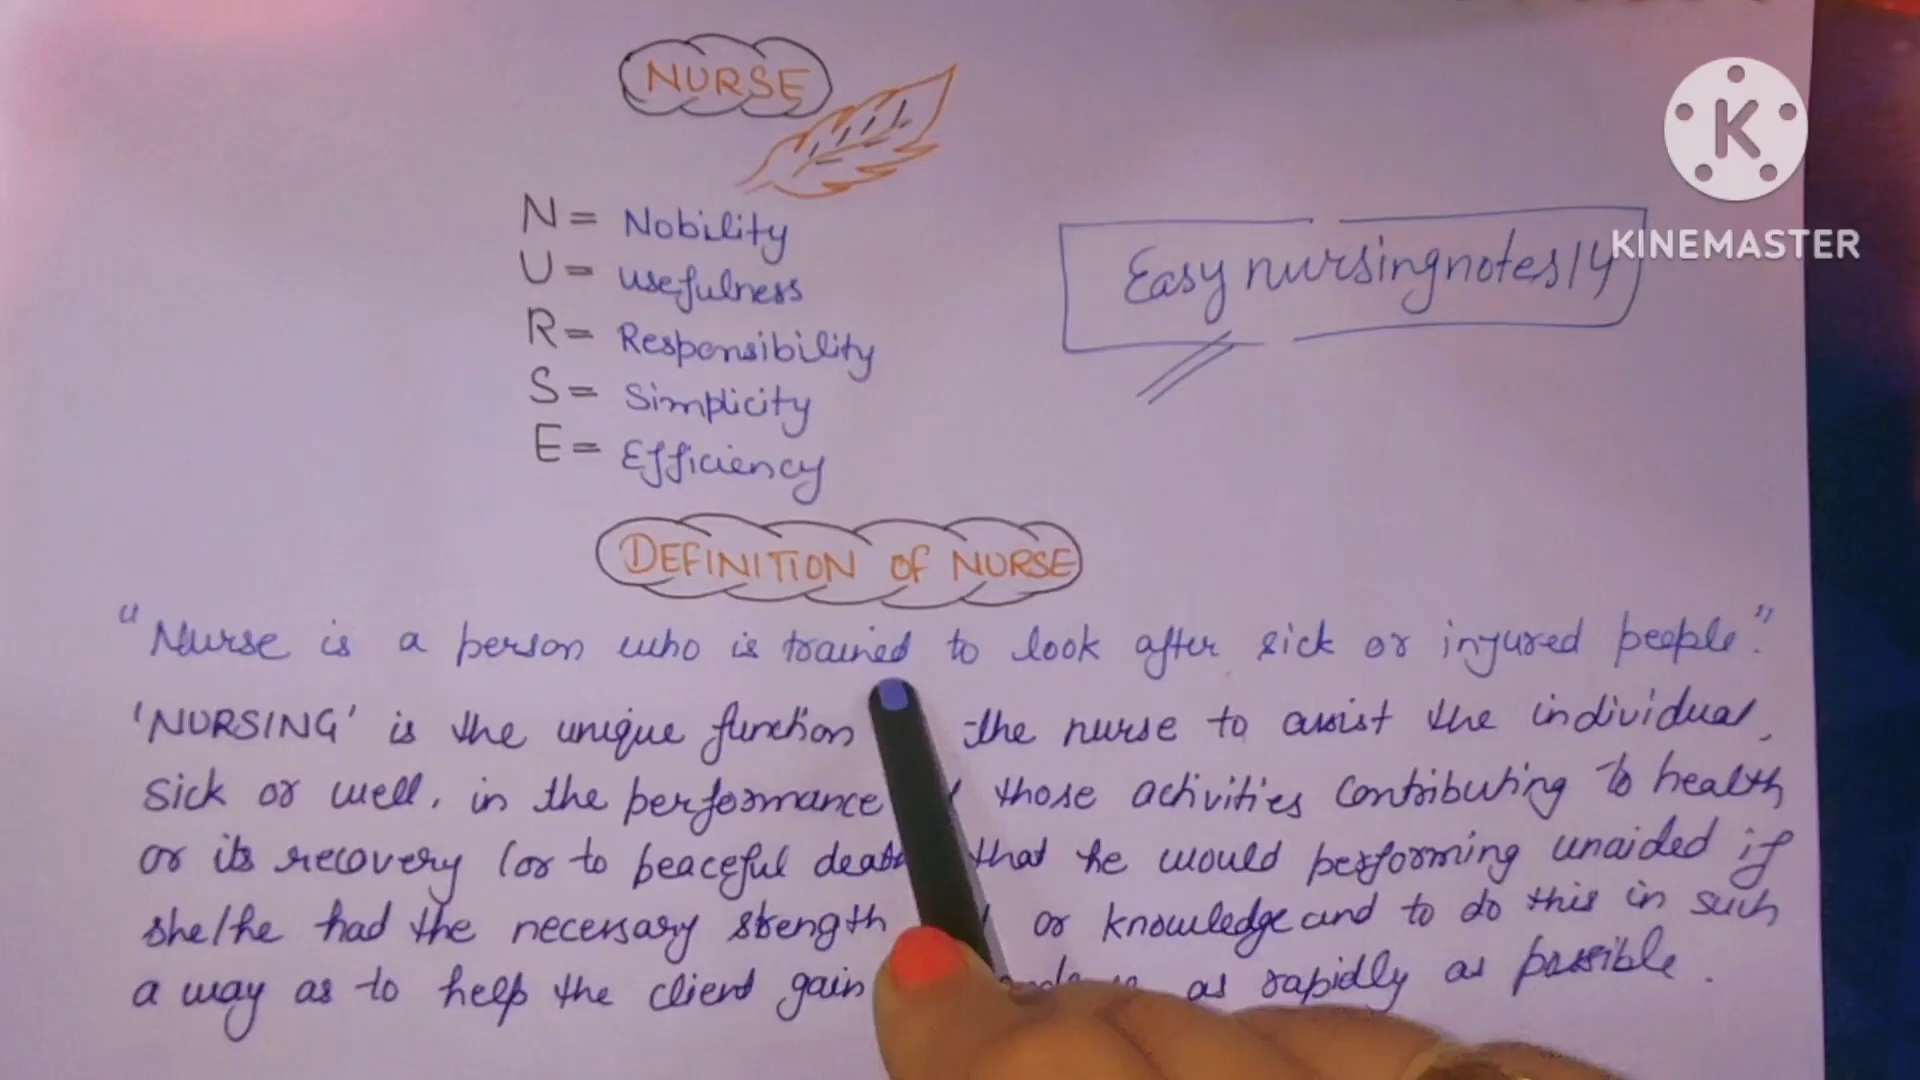 NURSE
N = Nobility
U = usefulness
R = Responsibility
S = Simplicity
E = Efficiency
Easy nursingnotes14
KINEMASTER
DEFINITION OF NURSE
"Nurse is a person who is trained to look after sick or injured people."
'NURSING' is the unique function the nurse to assist the individual,
sick or well, in the performance those activities contributing to health
or its recovery (or to peaceful death that he would performing unaided if
she/he had the necessary strength or knowledge and to do this in such
a way as to help the client gain as rapidly as possible.